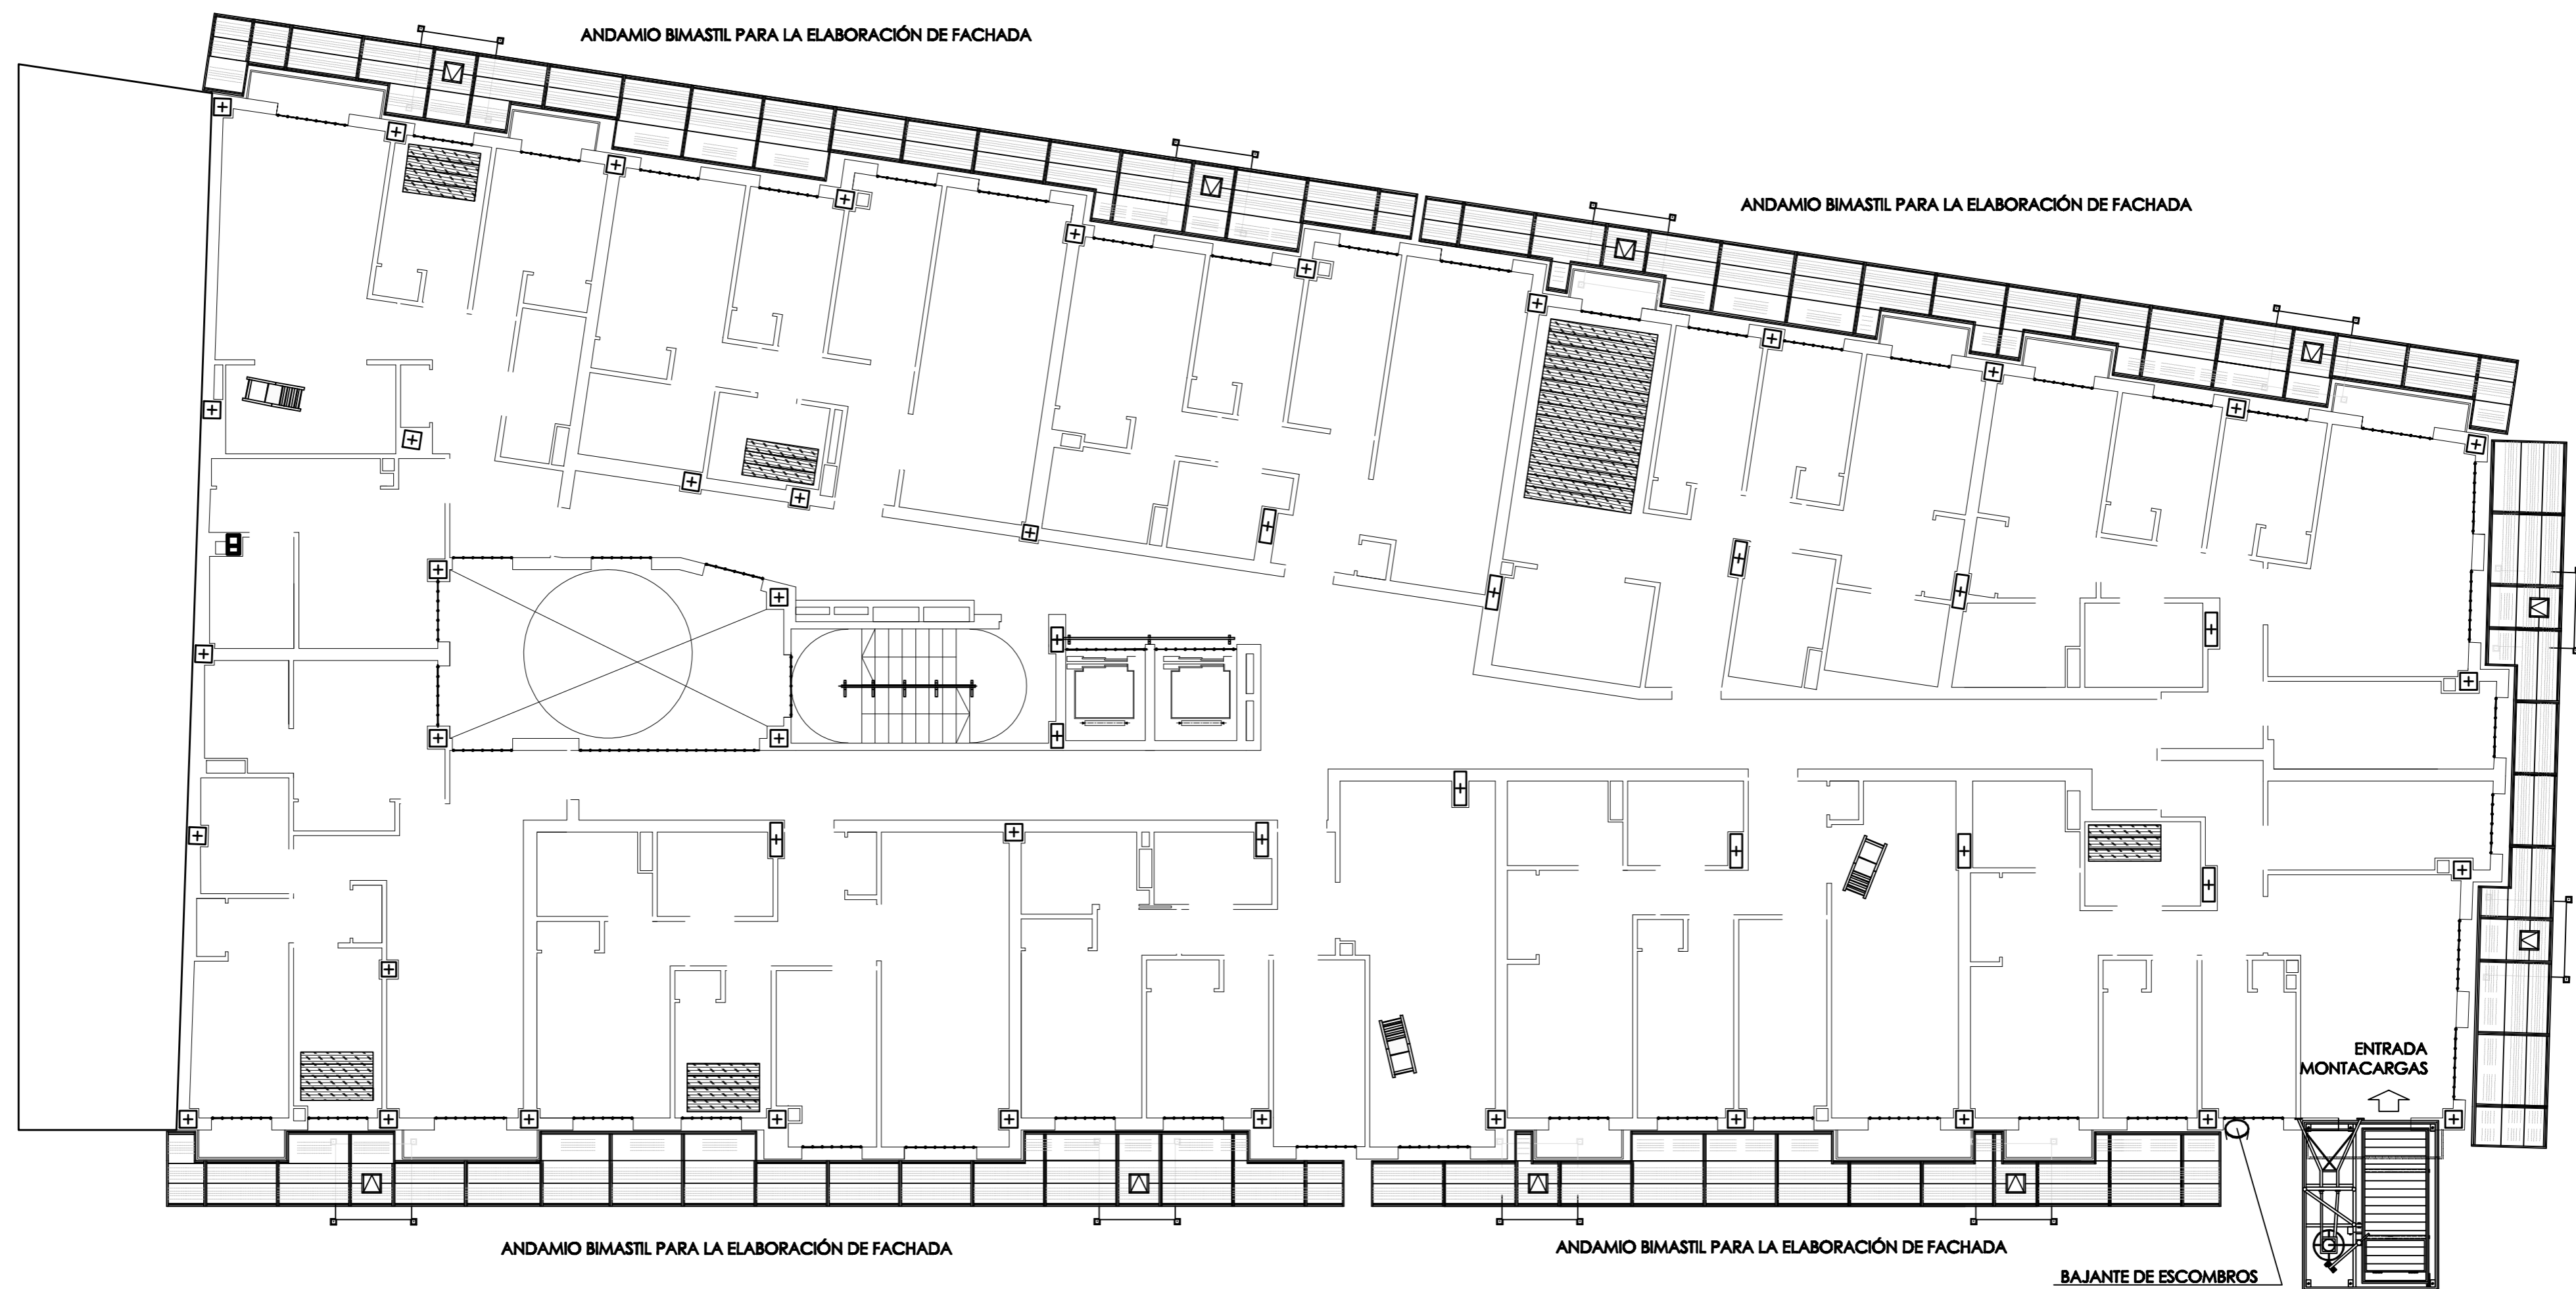 ANDAMIO BIMASTIL PARA LA ELABORACIÓN DE FACHADA
ANDAMIO BIMASTIL PARA LA ELABORACIÓN DE FACHADA
ENTRADA
MONTACARGAS
ANDAMIO BIMASTIL PARA LA ELABORACIÓN DE FACHADA
ANDAMIO BIMASTIL PARA LA ELABORACIÓN DE FACHADA
BAJANTE DE ESCOMBROS